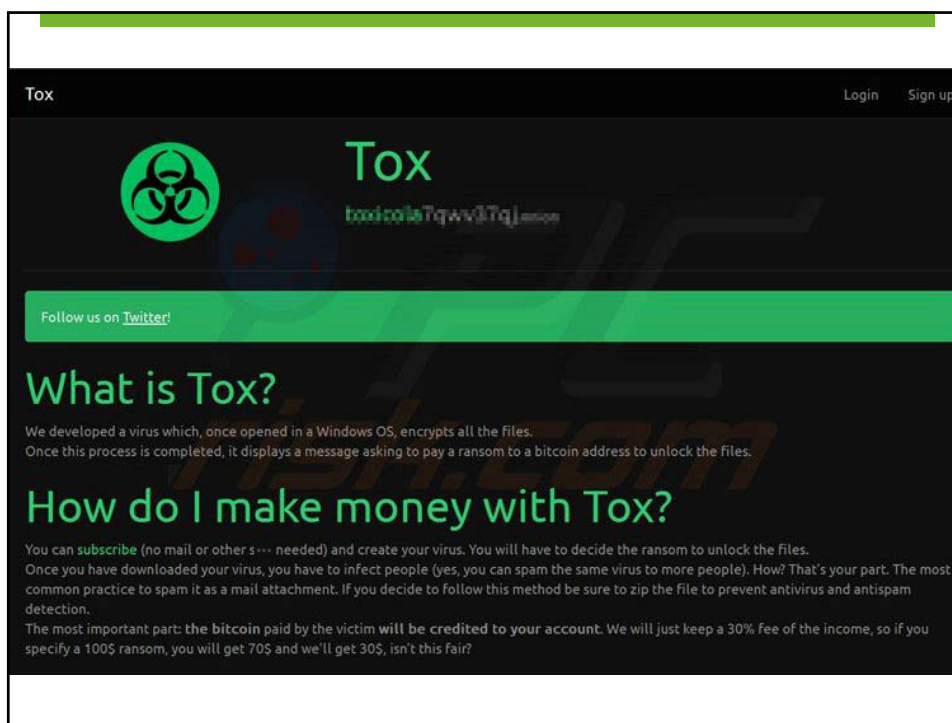 Tox
Login Sign up
Tox
Follow us on Twitter!
What is Tox?
We developed a virus which, once opened in a Windows OS, encrypts all the files.
Once this process is completed, it displays a message asking to pay a ransom to a bitcoin address to unlock the files.
How do I make money with Tox?
You can subscribe (no mail or other s--- needed) and create your virus. You will have to decide the ransom to unlock the files.
Once you have downloaded your virus, you have to infect people (yes, you can spam the same virus to more people). How? That's your part. The most
common practice to spam it as a mail attachment. If you decide to follow this method be sure to zip the file to prevent antivirus and antispam
detection.
The most important part: the bitcoin paid by the victim will be credited to your account. We will just keep a 30% fee of the income, so if you
specify a 100$ ransom, you will get 70$ and we'll get 30$, isn't this fair?
PC
risk.com